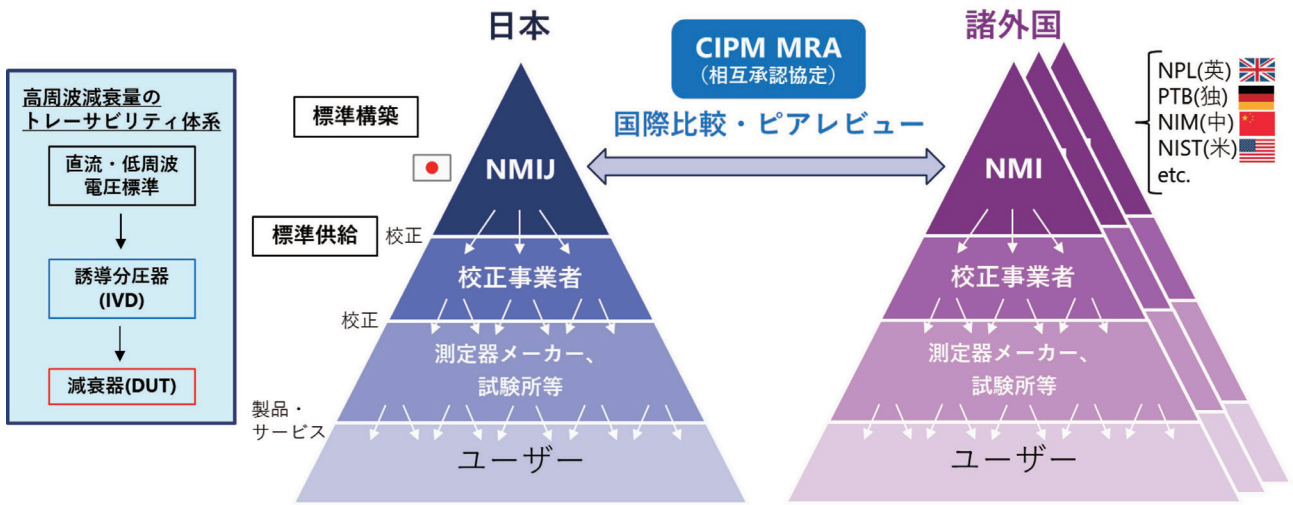 高周波減衰量の
トレーサビリティ体系
直流・低周波
電圧標準
誘導分圧器
(IVD)
減衰器(DUT)
日本
標準構築
NMIJ
標準供給
校正
校正事業者
校正
測定器メーカー、
試験所等
製品・
サービス
ユーザー
CIPM MRA
(相互承認協定)
国際比較・ピアレビュー
諸外国
NMI
校正事業者
測定器メーカー、
試験所等
ユーザー
NPL(英)
PTB(独)
NIM(中)
NIST(米)
etc.